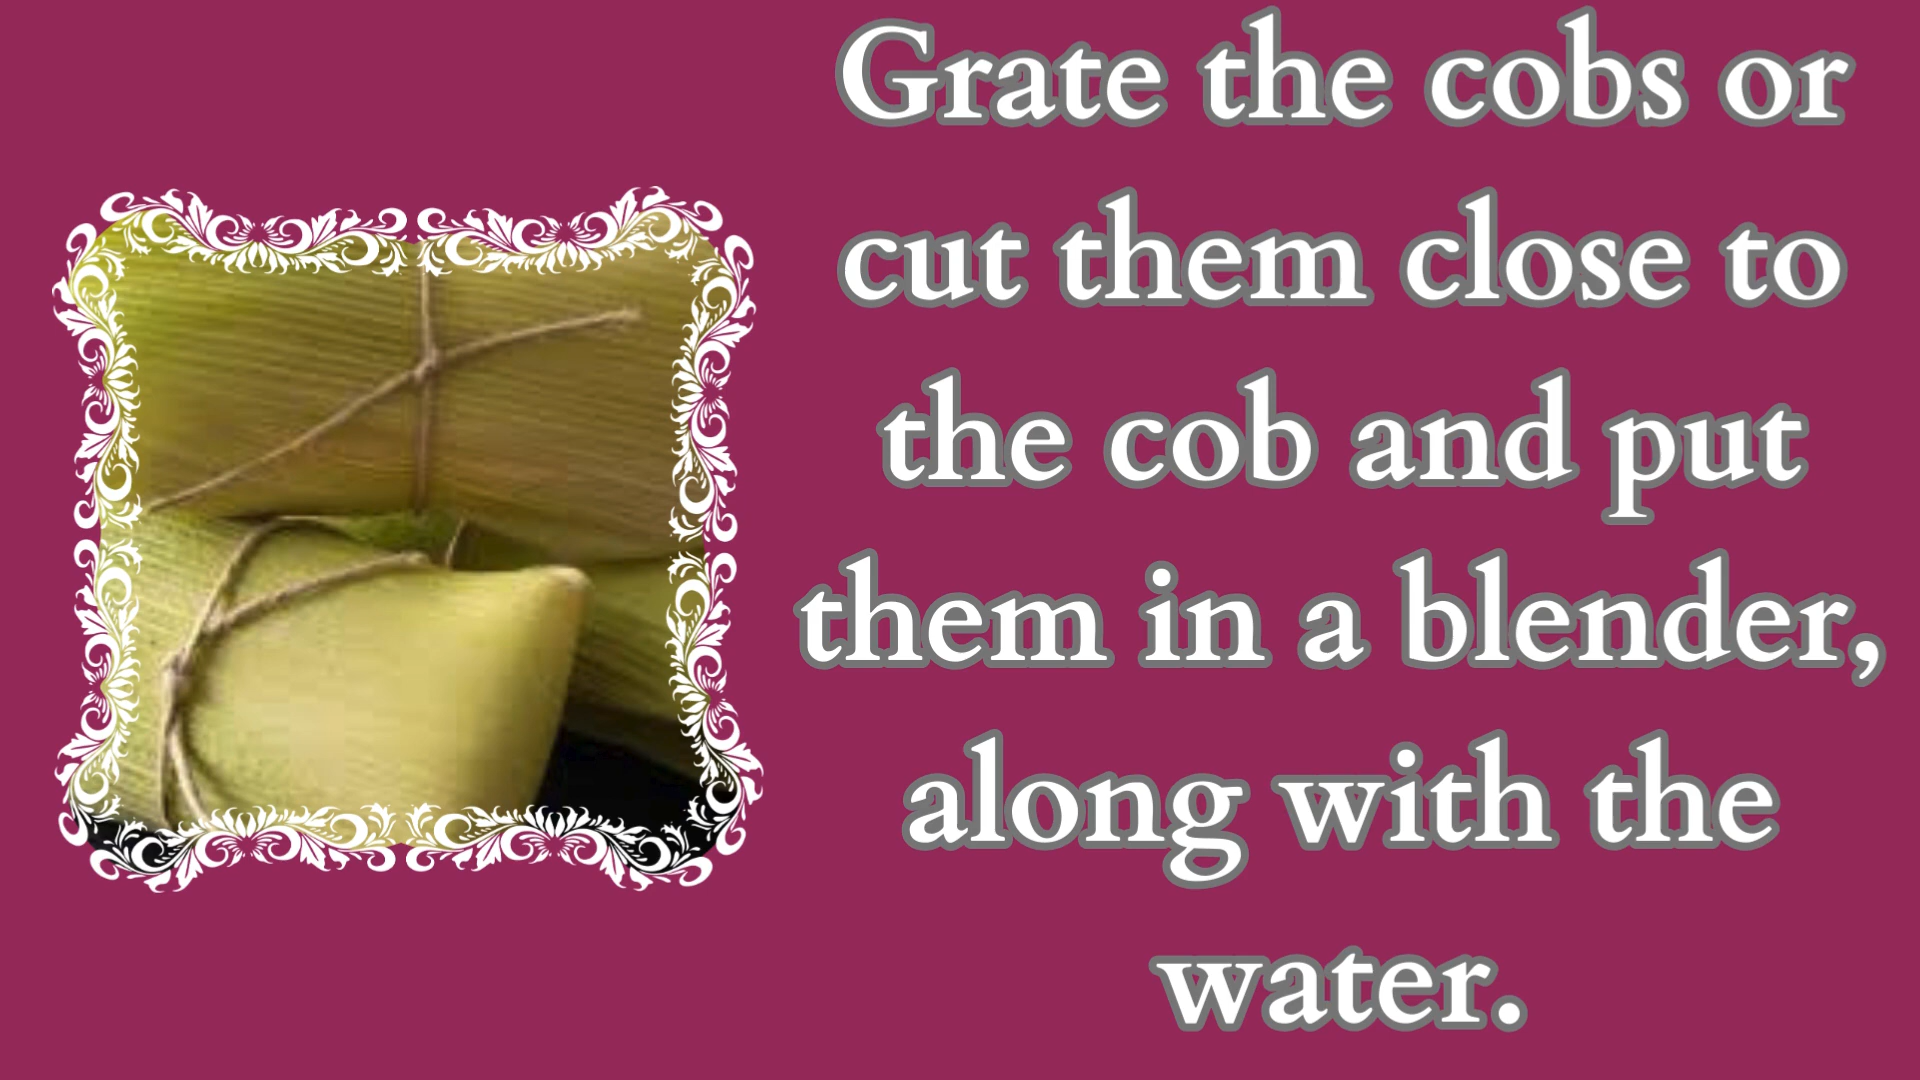 Grate the cobs or
cut them close to
the cob and put
them in a blender,
along with the
water.